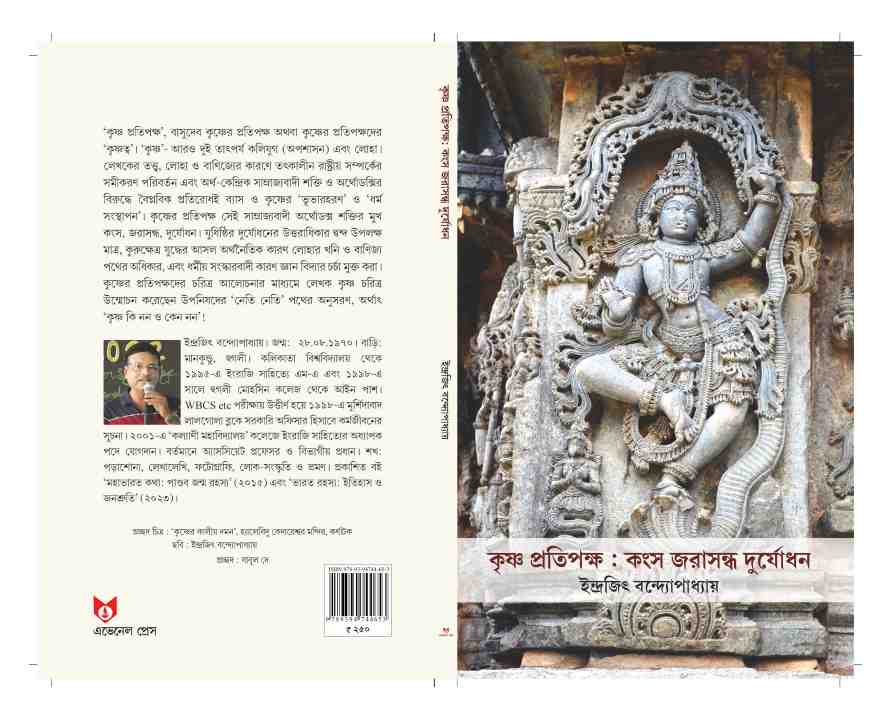 ‘কৃষ্ণ প্রতিপক্ষ’, বাসুদেব কৃষ্ণের প্রতিপক্ষ অথবা কৃষ্ণের প্রতিপক্ষদের
‘কৃষ্ণত্ব’। ‘কৃষ্ণ’- আরও দুই তাৎপর্য কলিযুগ (অপশাসন) এবং লোহা।
লেখকের তত্ত্ব, লোহা ও বাণিজ্যের কারণে তৎকালীন রাষ্ট্রীয় সম্পর্কের
সমীকরণ পরিবর্তন এবং অর্থ-কেন্দ্রিক সাম্রাজ্যবাদী শক্তি ও অর্থোডক্সির
বিরুদ্ধে বৈপ্লবিক প্রতিরোধই ব্যাস ও কৃষ্ণের ‘ভূভারহরণ’ ও ‘ধর্ম
সংস্থাপন’। কৃষ্ণের প্রতিপক্ষ সেই সাম্রাজ্যবাদী অর্থোডক্স শক্তির মুখ
কংস, জরাসন্ধ, দুর্যোধন। যুধিষ্ঠির দুর্যোধনের উত্তরাধিকার দ্বন্দ উপলক্ষ
মাত্র, কুরুক্ষেত্র যুদ্ধের আসল অর্থনৈতিক কারণ লোহার খনি ও বাণিজ্য
পথের অধিকার, এবং ধর্মীয় সংস্কারবাদী কারণ জ্ঞান বিদ্যার চর্চা মুক্ত করা।
কৃষ্ণের প্রতিপক্ষদের চরিত্র আলোচনার মাধ্যমে লেখক কৃষ্ণ চরিত্র
উন্মোচন করেছেন উপনিষদের ‘নেতি নেতি’ পথের অনুসরণ, অর্থাৎ
‘কৃষ্ণ কি নন ও কেন নন’!
ইন্দ্রজিৎ বন্দোপাধ্যায়। জন্ম: ২৮.০৮.১৯৭০। বাড়ি:
মানকুন্ডু, হুগলী। কলিকাতা বিশ্ববিদ্যালয় থেকে
১৯৯৫-এ ইংরাজি সাহিত্যে এম-এ এবং ১৯৯৮-এ
সালে হুগলী মোহসিন কলেজ থেকে আইন পাশ।
WBCS etc পরীক্ষায় উত্তীর্ণ হয়ে ১৯৯৮-এ মুর্শিদাবাদ
লালগোলা ব্লকে সরকারি অফিসার হিসাবে কর্মজীবনের
সূচনা। ২০০১-এ ‘কল্যাণী মহাবিদ্যালয়’ কলেজে ইংরাজি সাহিত্যের অধ্যাপক
পদে যোগদান। বর্তমানে অ্যাসসিয়েট প্রফেসর ও বিভাগীয় প্রধান। শখ:
পড়াশোনা, লেখালেখি, ফটোগ্রাফি, লোক-সংস্কৃতি ও ভ্রমণ। প্রকাশিত বই
‘মহাভারত কথা: পাণ্ডব জন্ম রহস্য’ (২০১৫) এবং ‘ভারত রহস্য: ইতিহাস ও
জনশ্রুতি’ (২০২৩)।
প্রচ্ছদ চিত্র : ‘কৃষ্ণের কালীয় দমন’, হ্যালেবিদু কেদারেশ্বর মন্দির, কর্ণাটক
ছবি : ইন্দ্রজিৎ বন্দ্যোপাধ্যায়
প্রচ্ছদ : বাবুল দে
এভেনেল প্রেস
₹ ২৫০
কৃষ্ণ প্রতিপক্ষ: কংস জরাসন্ধ দুর্যোধন
ইন্দ্রজিৎ বন্দ্যোপাধ্যায়
কৃষ্ণ প্রতিপক্ষ : কংস জরাসন্ধ দুর্যোধন
ইন্দ্রজিৎ বন্দ্যোপাধ্যায়